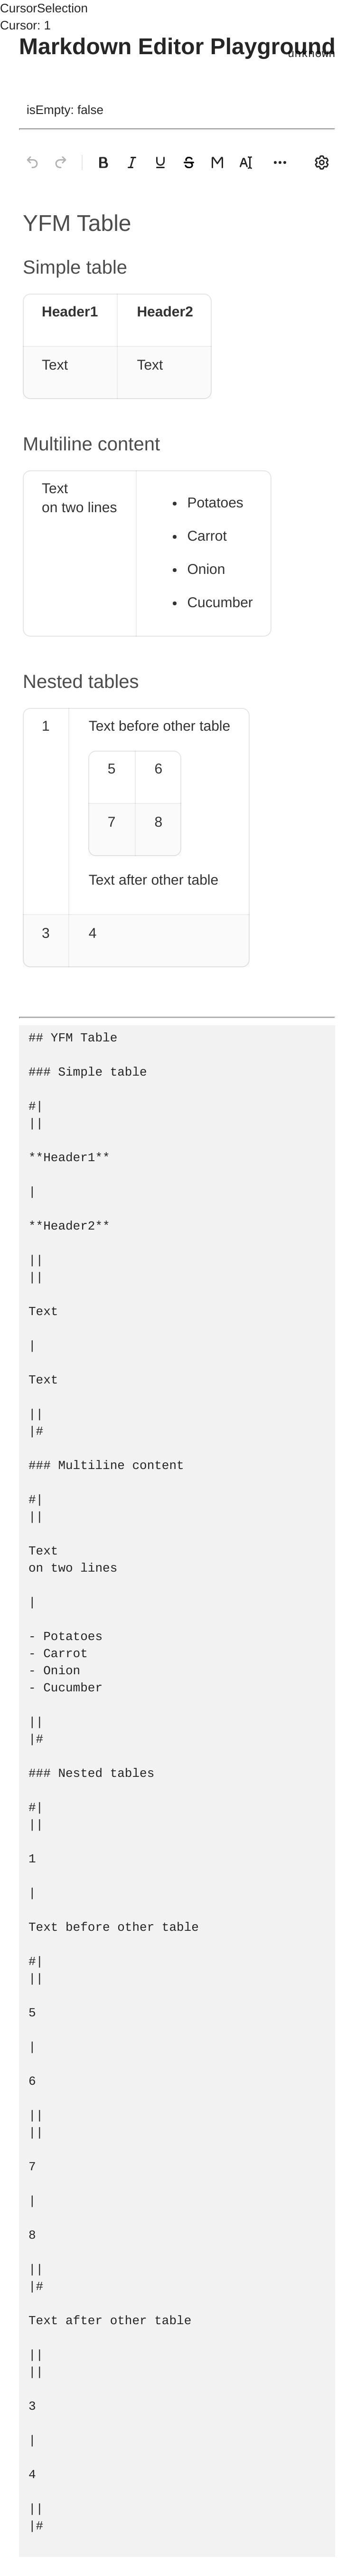 CursorSelection
Cursor: 1
Markdown Editor Playground
unknown
isEmpty: false
B I U S M A
YFM Table
Simple table
Header1 Header2
Text Text
Multiline content
Text
on two lines
• Potatoes
• Carrot
• Onion
• Cucumber
Nested tables
1 Text before other table
5 6
7 8
Text after other table
3 4
## YFM Table
### Simple table
#|
||
**Header1**
|
**Header2**
||
||
Text
|
Text
||
|#
### Multiline content
#|
||
Text
on two lines
|
- Potatoes
- Carrot
- Onion
- Cucumber
||
|#
### Nested tables
#|
||
1
|
Text before other table
#|
||
5
|
6
||
||
7
|
8
||
|#
Text after other table
||
||
3
|
4
||
|#